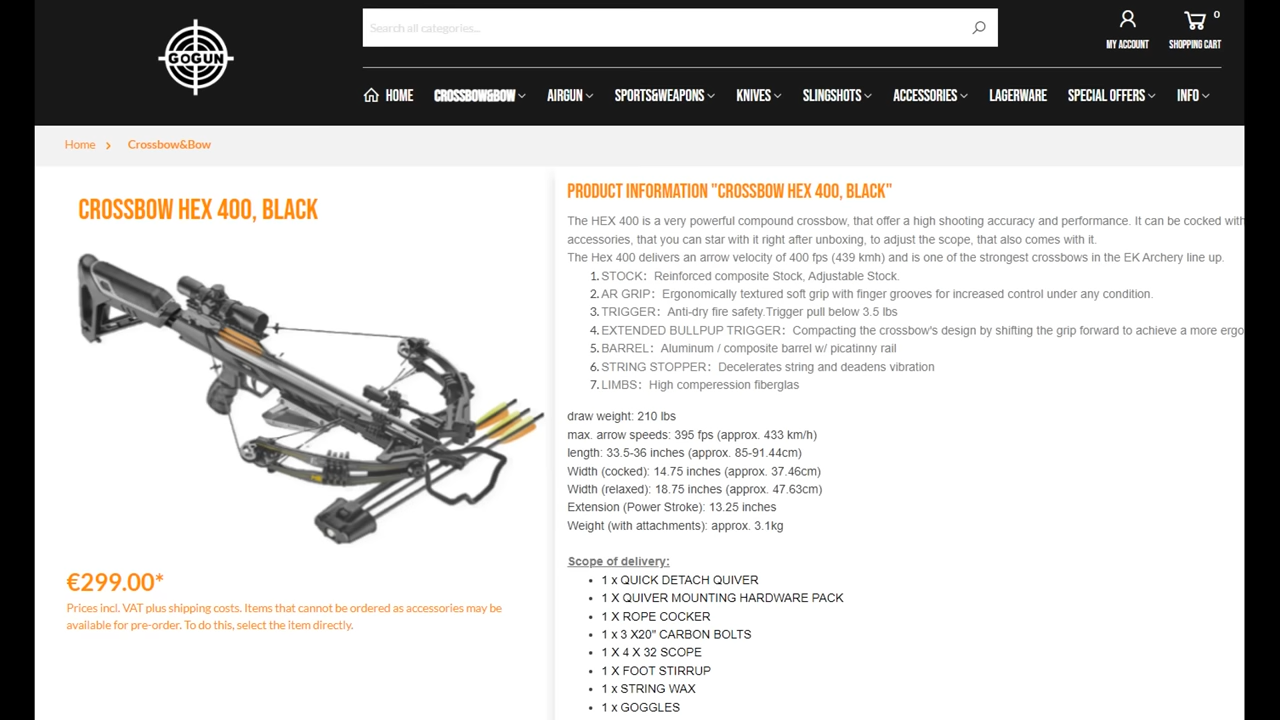 GOGUN
Search all categories...
0
MY ACCOUNT
SHOPPING CART
HOME
CROSSBOW&BOW
AIRGUN
SPORTS&WEAPONS
KNIVES
SLINGSHOTS
ACCESSORIES
LAGERWARE
SPECIAL OFFERS
INFO
Home
Crossbow&Bow
CROSSBOW HEX 400, BLACK
€299.00*
Prices incl. VAT plus shipping costs. Items that cannot be ordered as accessories may be
available for pre-order. To do this, select the item directly.
PRODUCT INFORMATION "CROSSBOW HEX 400, BLACK"
The HEX 400 is a very powerful compound crossbow, that offer a high shooting accuracy and performance. It can be cocked with
accessories, that you can star with it right after unboxing, to adjust the scope, that also comes with it.
The Hex 400 delivers an arrow velocity of 400 fps (439 kmh) and is one of the strongest crossbows in the EK Archery line up.
1. STOCK: Reinforced composite Stock, Adjustable Stock.
2. AR GRIP: Ergonomically textured soft grip with finger grooves for increased control under any condition.
3. TRIGGER: Anti-dry fire safety.Trigger pull below 3.5 lbs
4. EXTENDED BULLPUP TRIGGER: Compacting the crossbow's design by shifting the grip forward to achieve a more ergo
5. BARREL: Aluminum / composite barrel w/ picatinny rail
6. STRING STOPPER: Decelerates string and deadens vibration
7. LIMBS: High comperession fiberglas
draw weight: 210 lbs
max. arrow speeds: 395 fps (approx. 433 km/h)
length: 33.5-36 inches (approx. 85-91.44cm)
Width (cocked): 14.75 inches (approx. 37.46cm)
Width (relaxed): 18.75 inches (approx. 47.63cm)
Extension (Power Stroke): 13.25 inches
Weight (with attachments): approx. 3.1kg
Scope of delivery:
• 1 x QUICK DETACH QUIVER
• 1 X QUIVER MOUNTING HARDWARE PACK
• 1 X ROPE COCKER
• 1 x 3 X20" CARBON BOLTS
• 1 X 4 X 32 SCOPE
• 1 X FOOT STIRRUP
• 1 x STRING WAX
• 1 x GOGGLES